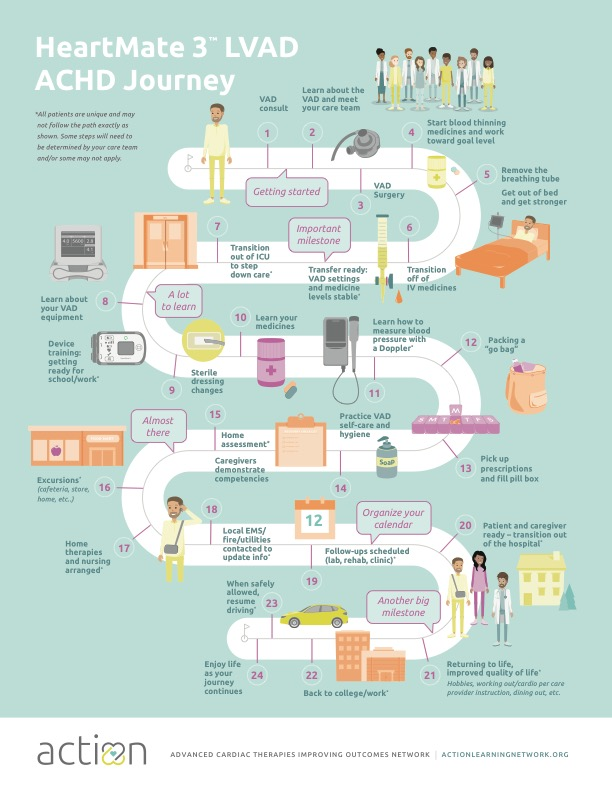 HeartMate 3™ LVAD
ACHD Journey
*All patients are unique and may
not follow the path exactly as
shown. Some steps will need to
be determined by your care team
and/or some may not apply.
VAD
consult
1
Learn about the
VAD and meet
your care team
2
Getting started
VAD
Surgery
3
4
Start blood thinning
medicines and work
toward goal level
5
Remove the
breathing tube
Get out of bed
and get stronger
6
Transition
off of
IV medicines
Important
milestone
Transfer ready:
VAD settings
and medicine
levels stable*
7
Transition
out of ICU
to step
down care*
A lot
to learn
Learn about
your VAD
equipment
8
Device
training:
getting
ready for
school/work*
9
Sterile
dressing
changes
10
Learn your
medicines
Learn how to
measure blood
pressure with
a Doppler*
11
12
Packing a
“go bag”
S M T W T F S
M
13
Pick up
prescriptions
and fill pill box
Practice VAD
self-care and
hygiene
SOAP
14
Caregivers
demonstrate
competencies
15
Home
assessment*
Almost
there
Excursions*
(cafeteria, store,
home, etc..)
16
Home
therapies
and nursing
arranged*
17
18
Local EMS/
fire/utilities
contacted to
update info*
12
Organize your
calendar
Follow-ups scheduled
(lab, rehab, clinic)*
19
20
Patient and caregiver
ready – transition out
of the hospital*
Another big
milestone
21
Returning to life,
improved quality of life*
Hobbies, working out/cardio per care
provider instruction, dining out, etc.
22
Back to college/work*
When safely
allowed,
resume
driving*
23
Enjoy life
as your
journey
continues
24
action
ADVANCED CARDIAC THERAPIES IMPROVING OUTCOMES NETWORK | ACTIONLEARNINGNETWORK.ORG